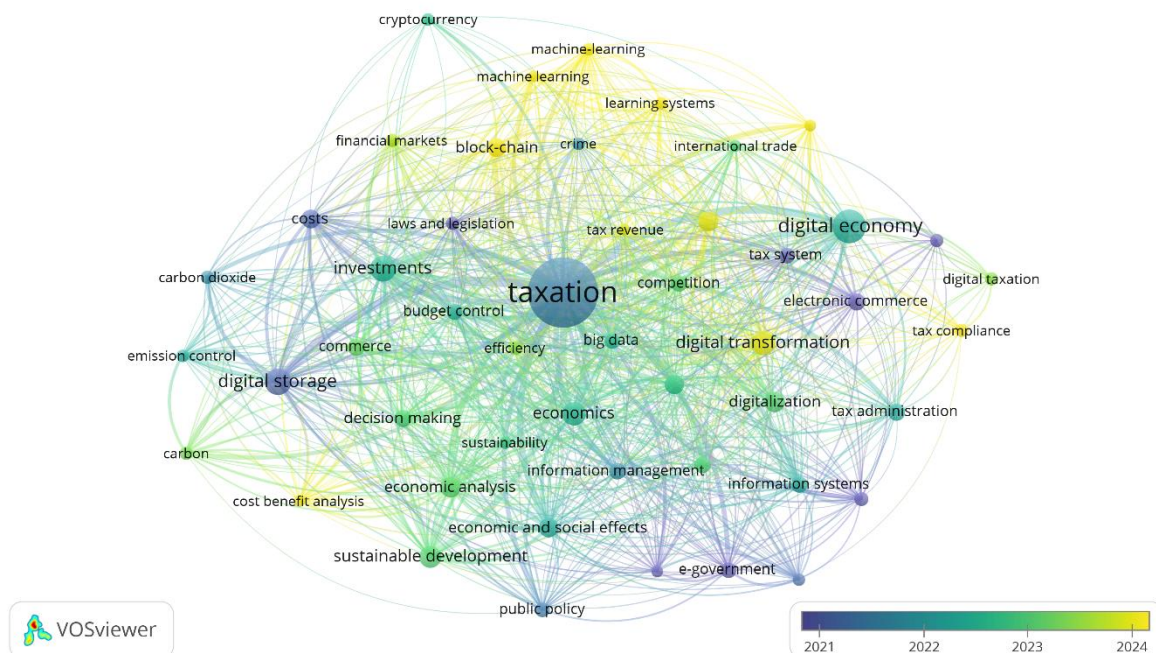 cryptocurrency
machine-learning
machine learning
learning systems
financial markets
block-chain
crime
international trade
costs
laws and legislation
tax revenue
digital economy
tax system
investments
carbon dioxide
taxation
competition
digital taxation
electronic commerce
budget control
tax compliance
emission control
commerce
efficiency
big data
digital transformation
digital storage
decision making
economics
digitalization
tax administration
sustainability
carbon
information management
economic analysis
information systems
cost benefit analysis
economic and social effects
sustainable development
e-government
public policy
VOSviewer
2021 2022 2023 2024